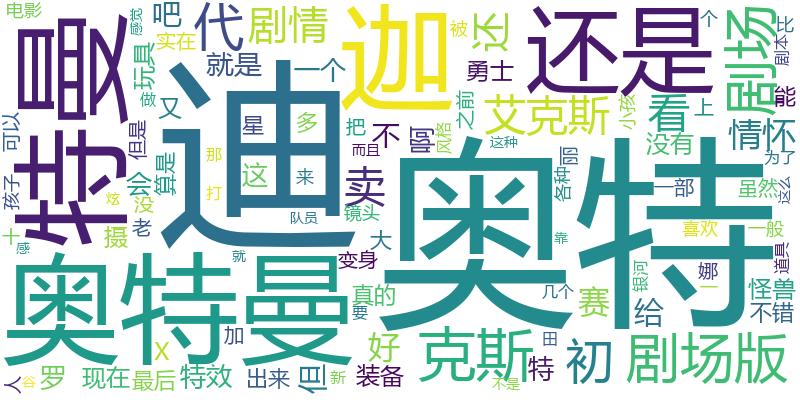 电影
感觉
吧
代
剧情
迦
还
还是
剧场
个
剧本
氏
实在
被
特曼
玩具
做
就是
一个
勇士
能
可以
又
迪
星
多
把
不
啊
风格
之前
艾克斯
小孩
看
上
情怀
但是
没有
为了
孩子
会
算是
那
这
来
而且
卖
奥特
这种
各种
丽
一部
虽然
这么
炫
打
没
老
队员
镜头
喜欢
一般
十
感
摄
大
就
变身
靠
娜
一
道具
银河
怪兽
奥特曼
真的
要
几个
赛
给
不错
加
X
好
克斯
田
特
初
剧场版
人
谷
罗
现在
最后
特效
出来
但
新
装备
不是